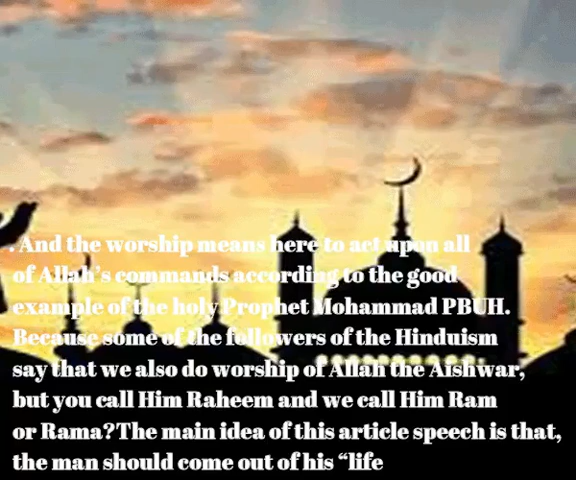 . And the worship means here to act upon all
of Allah's commands according to the good
example of the holy Prophet Mohammad PBUH.
Because some of the followers of the Hinduism
say that we also do worship of Allah the Aishwar,
but you call Him Raheem and we call Him Ram
or Rama?The main idea of this article speech is that,
the man should come out of his “life